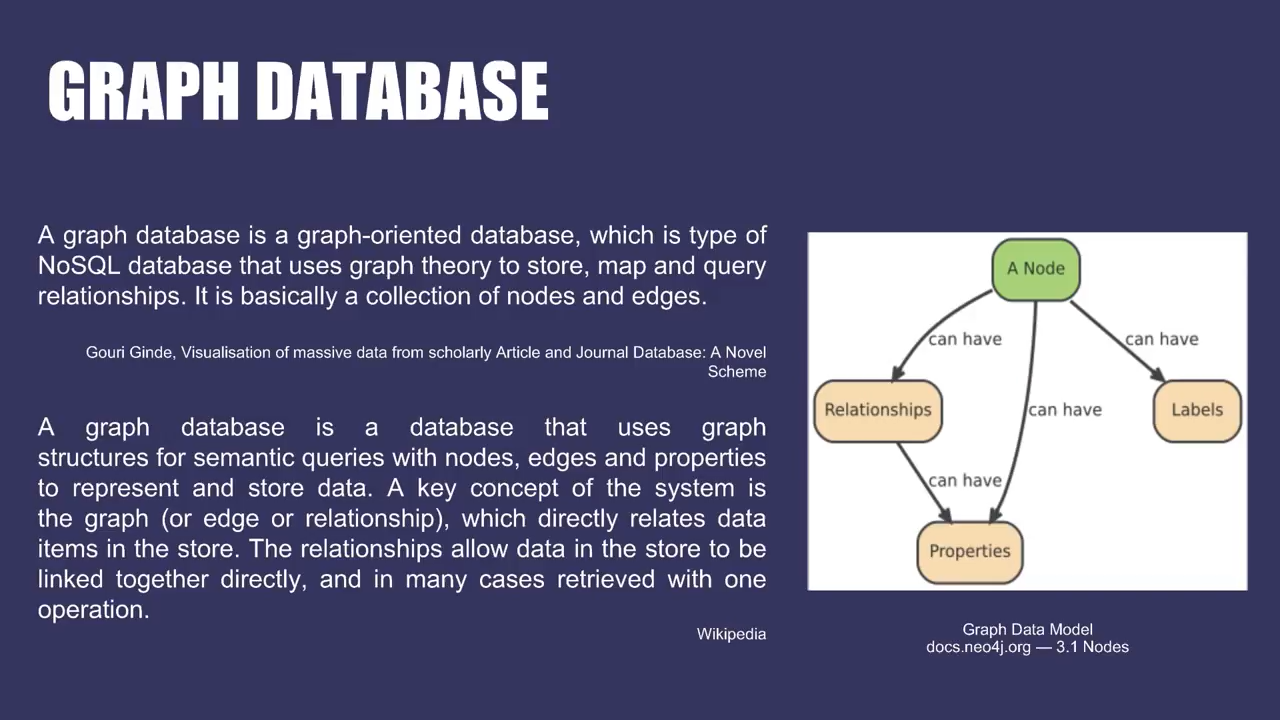 GRAPH DATABASE
A graph database is a graph-oriented database, which is type of
NoSQL database that uses graph theory to store, map and query
relationships. It is basically a collection of nodes and edges.
Gouri Ginde, Visualisation of massive data from scholarly Article and Journal Database: A Novel
Scheme
A graph database is a database that uses graph
structures for semantic queries with nodes, edges and properties
to represent and store data. A key concept of the system is
the graph (or edge or relationship), which directly relates data
items in the store. The relationships allow data in the store to be
linked together directly, and in many cases retrieved with one
operation.
Wikipedia
A Node
can have
can have
Relationships
can have
Labels
can have
Properties
Graph Data Model
docs.neo4j.org — 3.1 Nodes